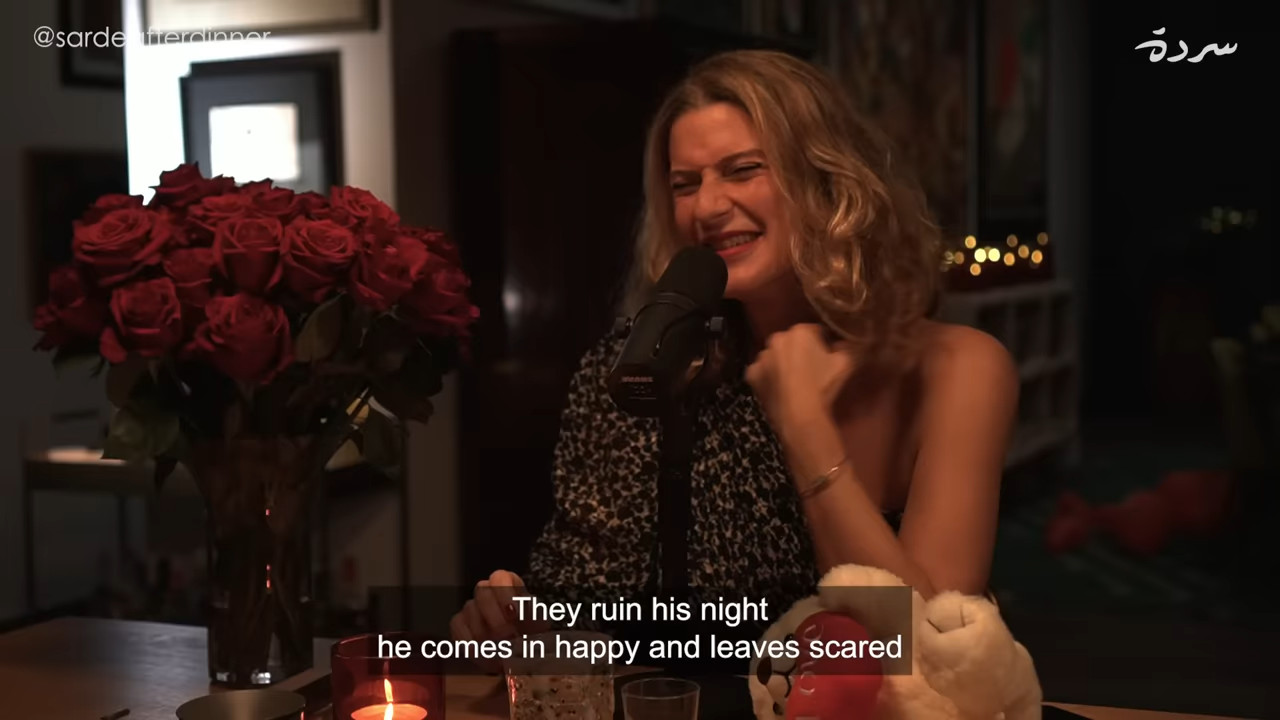 @sardeafterdinner
سردة
They ruin his night
he comes in happy and leaves scared